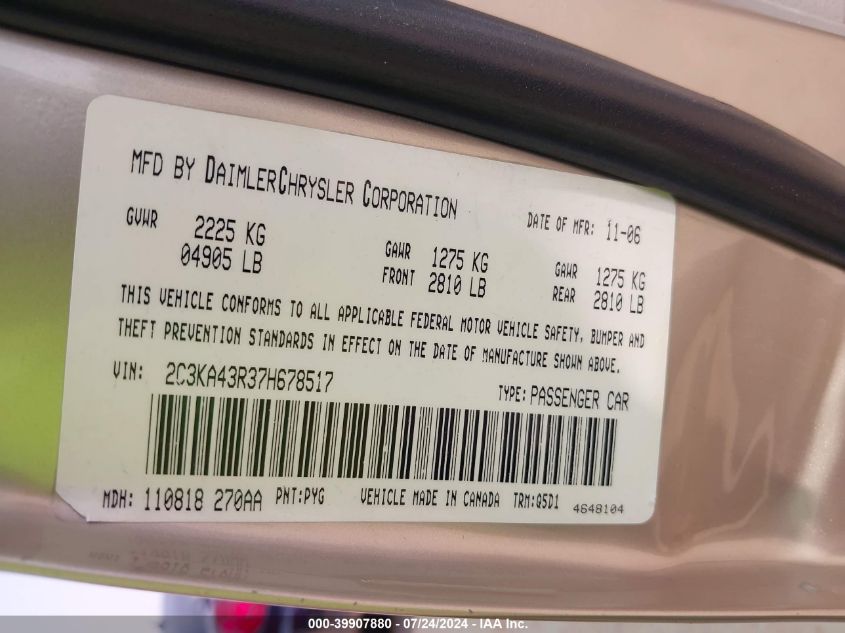 MFD BY DAIMLERCHRYSLER CORPORATION
DATE OF MFR: 11-06
GVWR 2225 KG
04905 LB
GAWR FRONT 1275 KG
2810 LB
GAWR REAR 1275 KG
2810 LB
THIS VEHICLE CONFORMS TO ALL APPLICABLE FEDERAL MOTOR VEHICLE SAFETY, BUMPER AND
THEFT PREVENTION STANDARDS IN EFFECT ON THE DATE OF MANUFACTURE SHOWN ABOVE.
VIN: 2C3KA43R37H678517
TYPE: PASSENGER CAR
MDH: 110818 270AA PNT:PYG VEHICLE MADE IN CANADA TRM:Q5D1 4648104
000-39907880 - 07/24/2024 - IAA Inc.